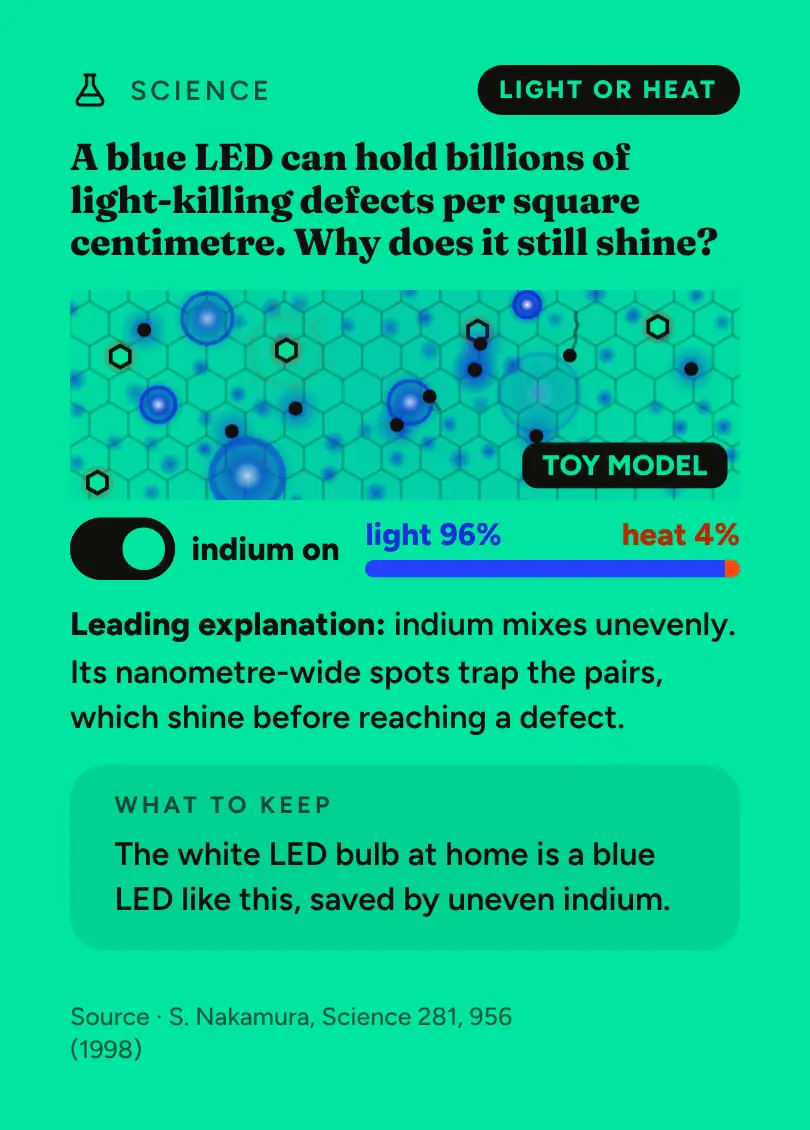 SCIENCE
LIGHT OR HEAT
A blue LED can hold billions of
light-killing defects per square
centimetre. Why does it still shine?
TOY MODEL
indium on
light 96%
heat 4%
Leading explanation: indium mixes unevenly.
Its nanometre-wide spots trap the pairs,
which shine before reaching a defect.
WHAT TO KEEP
The white LED bulb at home is a blue
LED like this, saved by uneven indium.
Source · S. Nakamura, Science 281, 956
(1998)